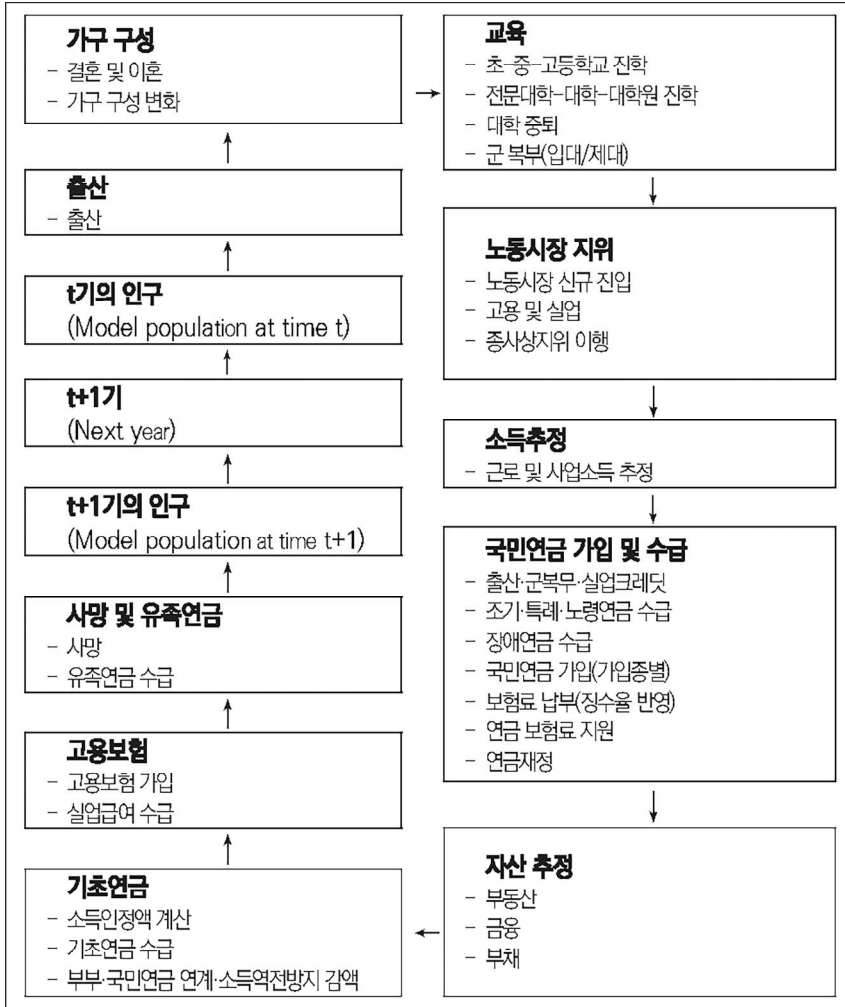 가구 구성
- 결혼 및 이혼
- 가구 구성 변화
출산
- 출산
t기의 인구
(Model population at time t)
t+1기
(Next year)
t+1기의 인구
(Model population at time t+1)
사망 및 유족연금
- 사망
- 유족연금 수급
고용보험
- 고용보험 가입
- 실업급여 수급
기초연금
- 소득인정액 계산
- 기초연금 수급
- 부부·국민연금 연계·소득역전방지 감액
교육
- 초-중-고등학교 진학
- 전문대학-대학-대학원 진학
- 대학 중퇴
- 군 복부(입대/제대)
노동시장 지위
- 노동시장 신규 진입
- 고용 및 실업
- 종사상지위 이행
소득추정
- 근로 및 사업소득 추정
국민연금 가입 및 수급
- 출산·군복무·실업크레딧
- 조기·특례·노령연금 수급
- 장애연금 수급
- 국민연금 가입(가입종별)
- 보험료 납부(징수율 반영)
- 연금 보험료 지원
- 연금재정
자산 추정
- 부동산
- 금융
- 부채